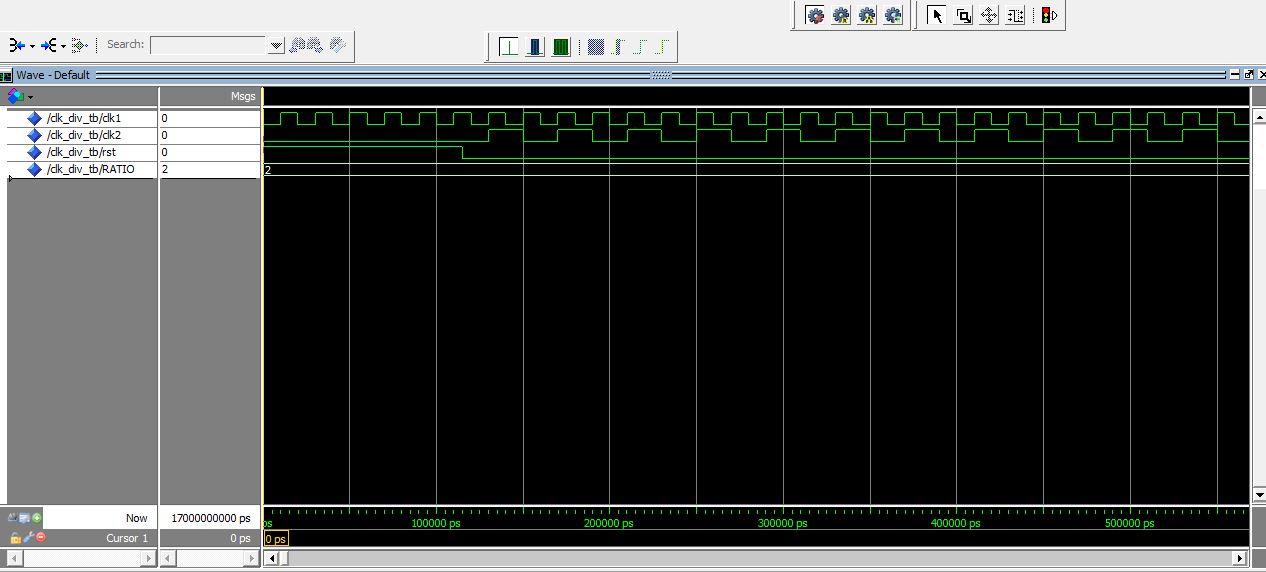 Search:
Wave - Default
Msgs
/clk_div_tb/clk1 0
/clk_div_tb/clk2 0
/clk_div_tb/rst 0
/clk_div_tb/RATIO 2 2
Now 17000000000 ps ps 100000 ps 200000 ps 300000 ps 400000 ps 500000 ps
Cursor 1 0 ps 0 ps